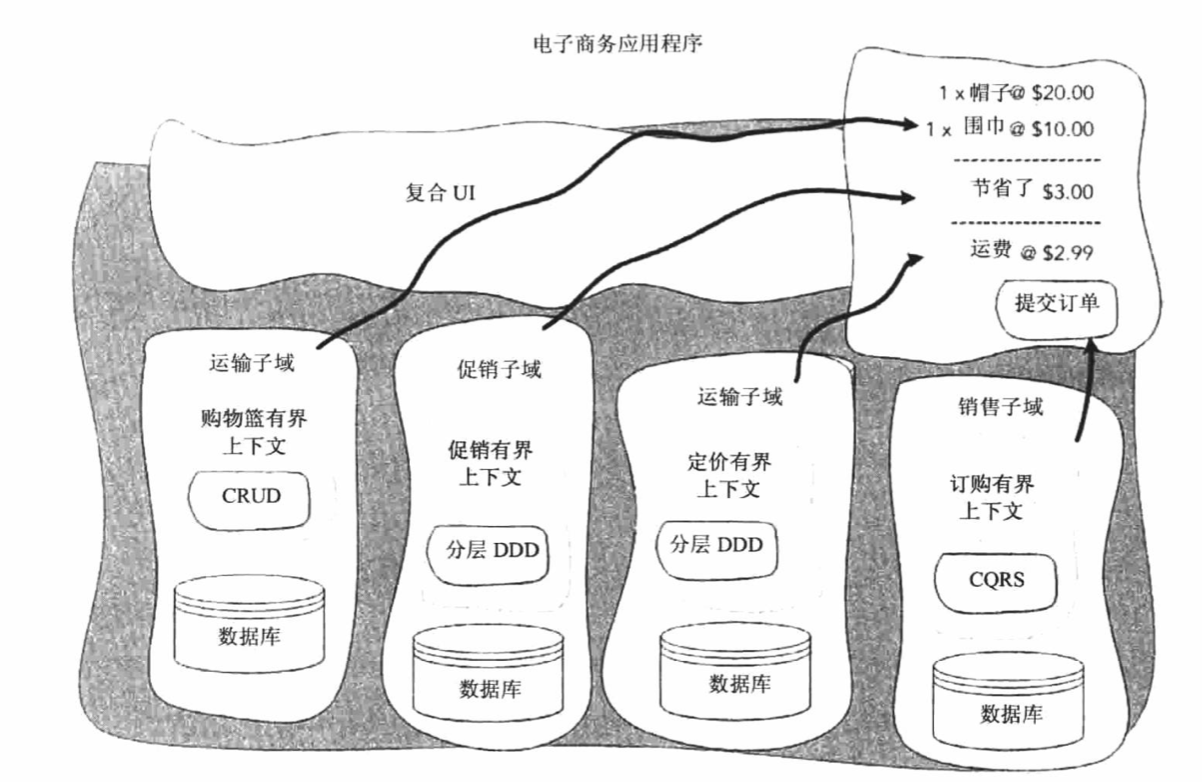 电子商务应用程序
1 x 帽子@ $20.00
1 x 围巾 @ $10.00
节省了 $3.00
运费 @ $2.99
提交订单
复合 UI
运输子域
购物篮有界
上下文
CRUD
数据库
促销子域
促销有界
上下文
分层 DDD
数据库
运输子域
定价有界
上下文
分层 DDD
数据库
销售子域
订购有界
上下文
CQRS
数据库